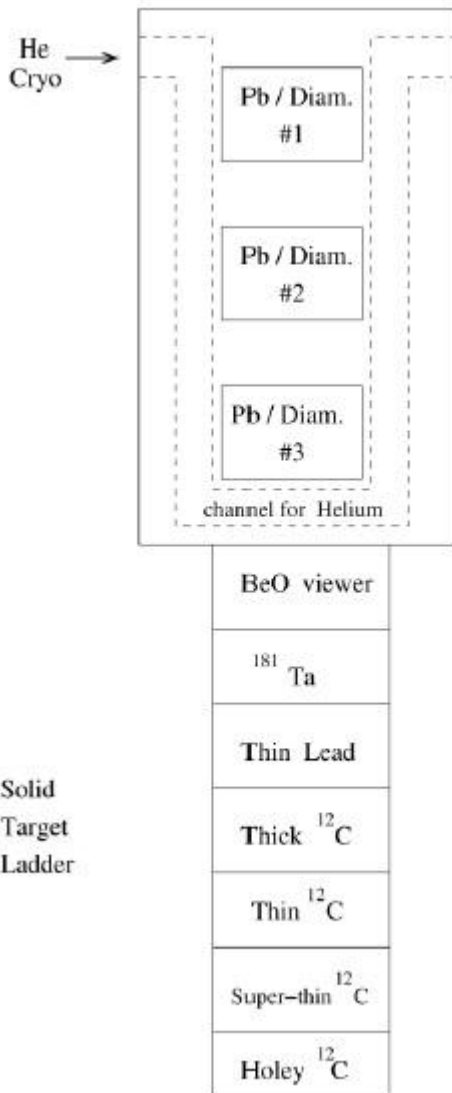 He
Cryo
Pb / Diam.
#1
Pb / Diam.
#2
Pb / Diam.
#3
channel for Helium
BeO viewer
181 Ta
Thin Lead
Solid
Target
Ladder
Thick 12C
Thin 12C
Super-thin 12C
Holey 12C